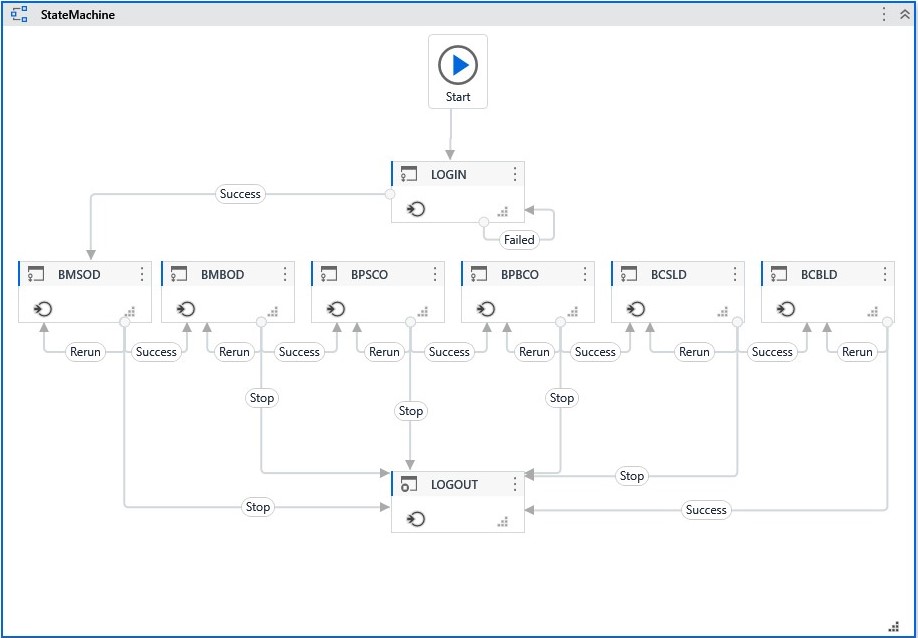 StateMachine
Start
LOGIN
Success
Failed
BMSOD
BMBOD
BPSCO
BPBCO
BCSLD
BCBLD
Rerun
Success
Rerun
Success
Rerun
Success
Rerun
Success
Rerun
Success
Rerun
Stop
Stop
Stop
Stop
LOGOUT
Stop
Success